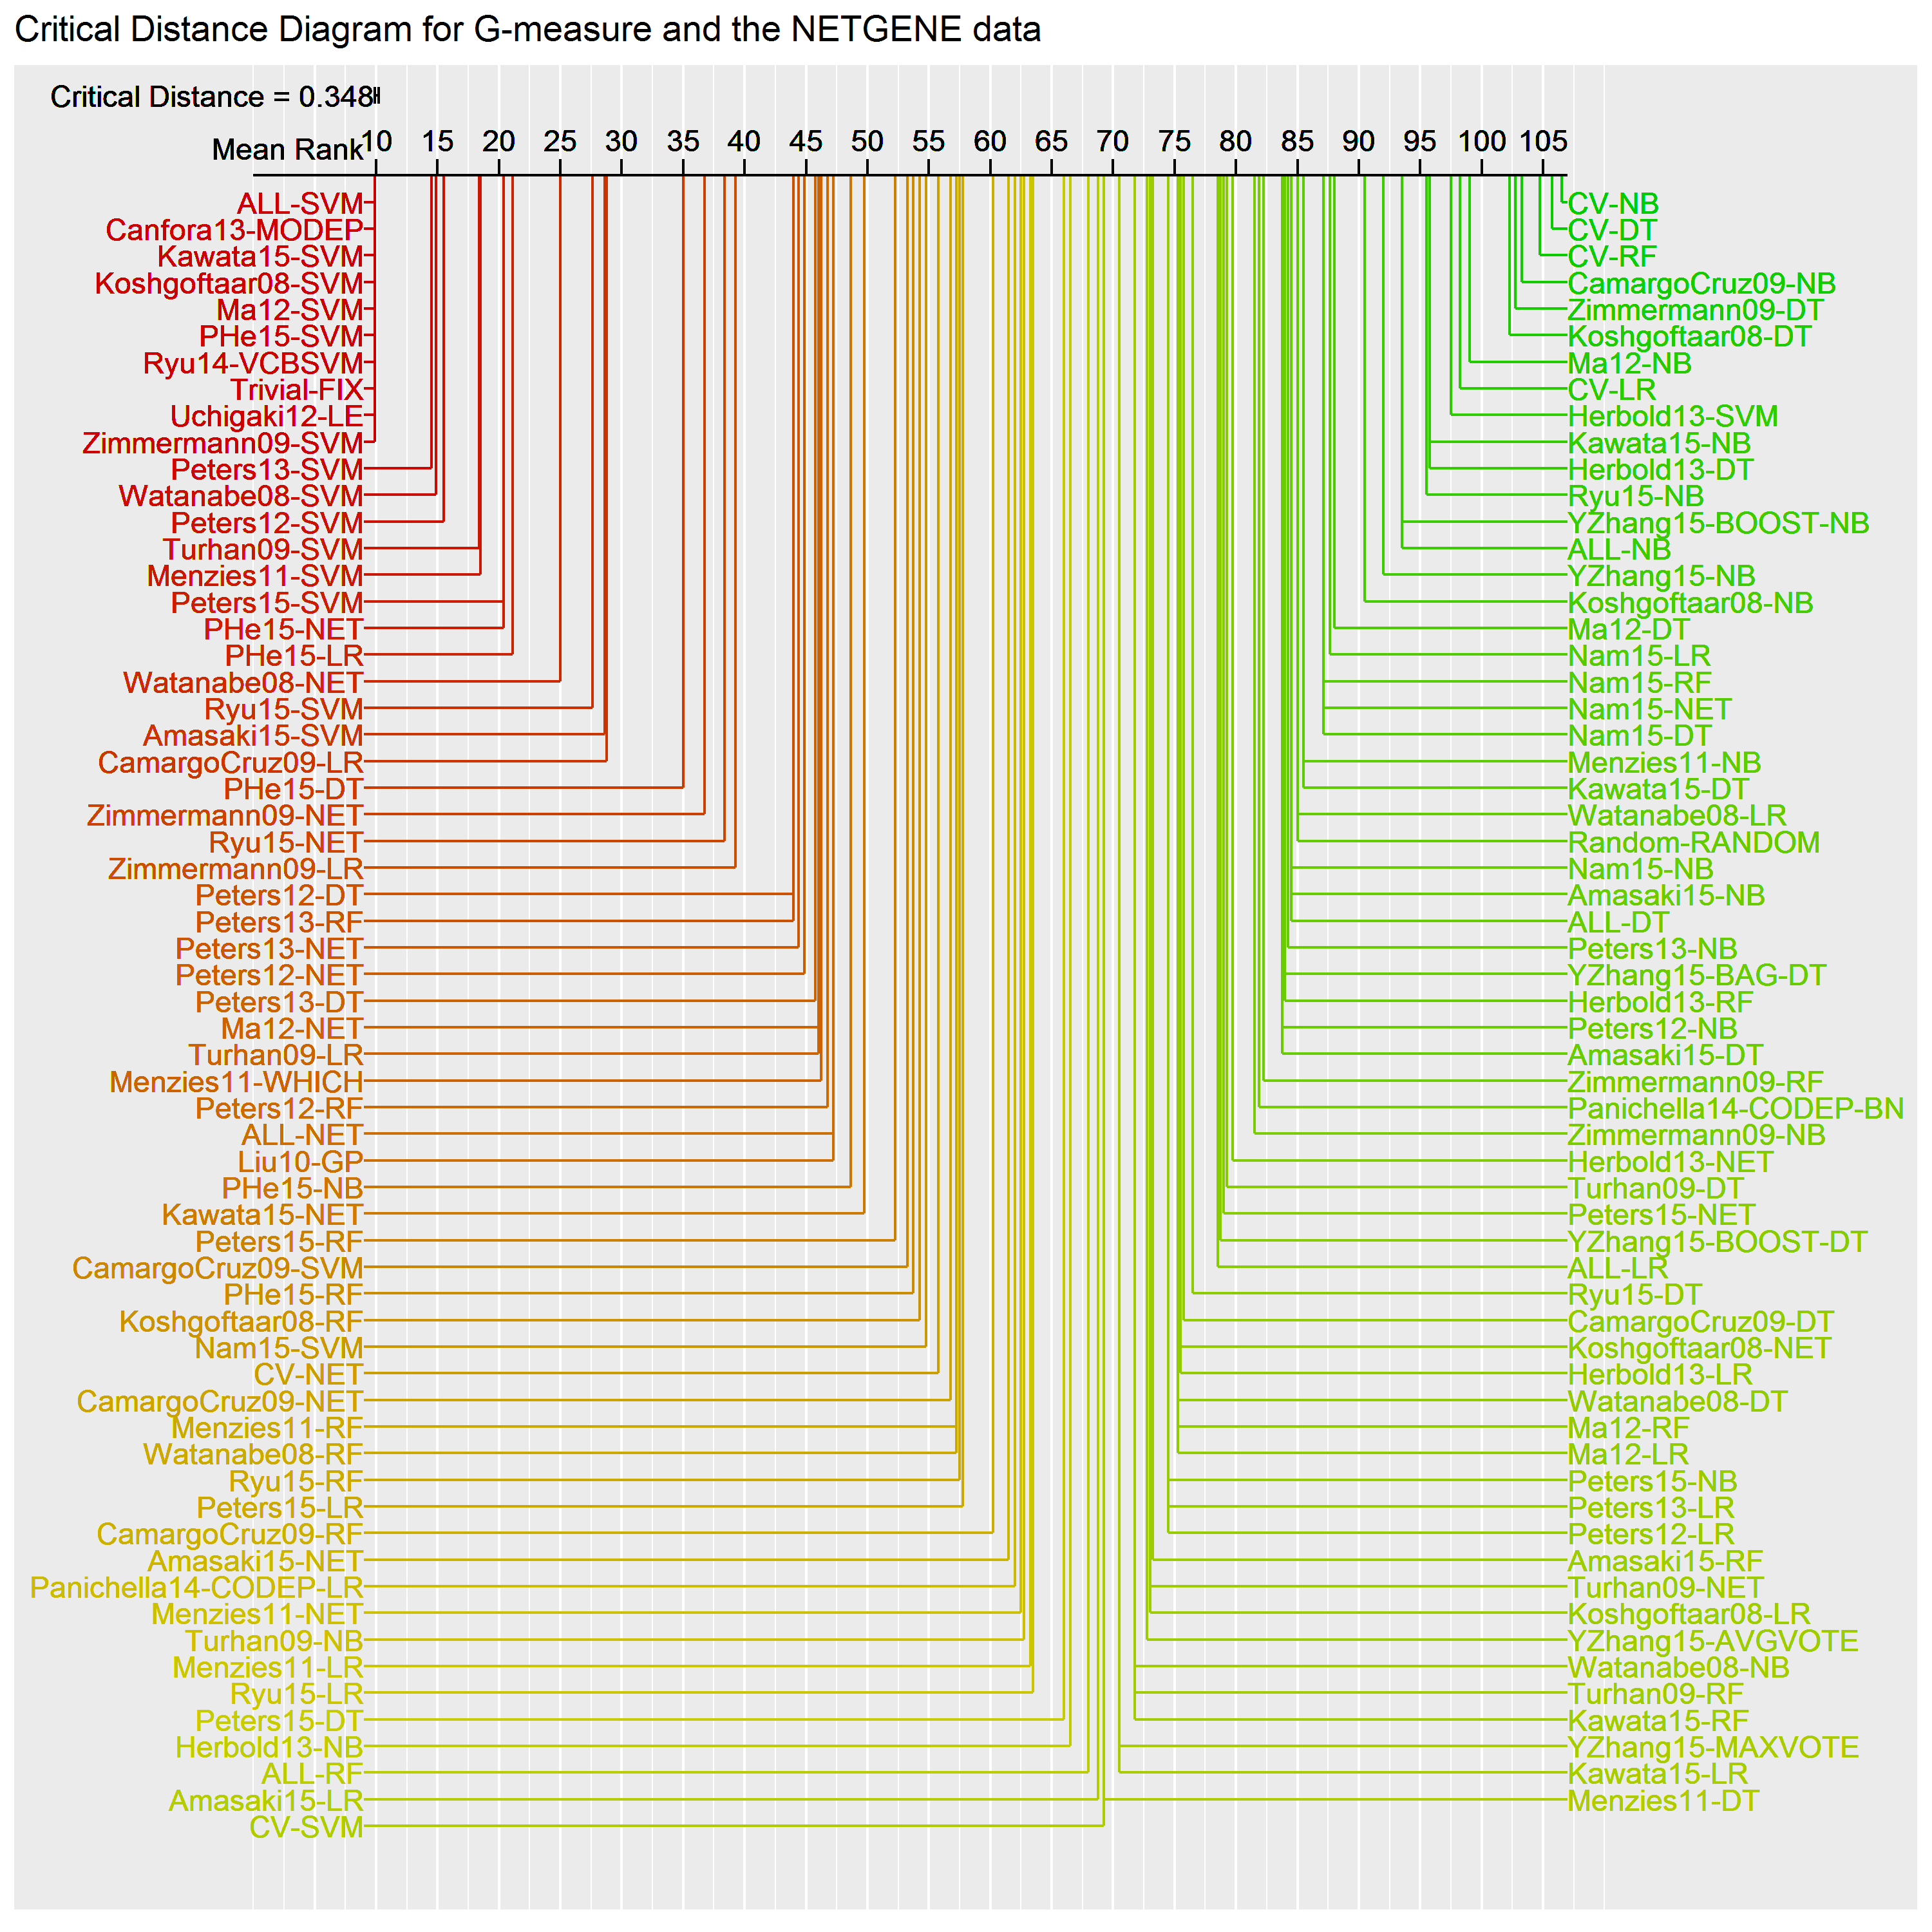 Critical Distance Diagram for G-measure and the NETGENE data
Critical Distance = 0.348
Mean Rank 10 15 20 25 30 35 40 45 50 55 60 65 70 75 80 85 90 95 100 105
ALL-SVM
Canfora13-MODEP
Kawata15-SVM
Koshgoftaar08-SVM
Ma12-SVM
PHe15-SVM
Ryu14-VCBSVM
Trivial-FIX
Uchigaki12-LE
Zimmermann09-SVM
Peters13-SVM
Watanabe08-SVM
Peters12-SVM
Turhan09-SVM
Menzies11-SVM
Peters15-SVM
PHe15-NET
PHe15-LR
Watanabe08-NET
Ryu15-SVM
Amasaki15-SVM
CamargoCruz09-LR
PHe15-DT
Zimmermann09-NET
Ryu15-NET
Zimmermann09-LR
Peters12-DT
Peters13-RF
Peters13-NET
Peters12-NET
Peters13-DT
Ma12-NET
Turhan09-LR
Menzies11-WHICH
Peters12-RF
ALL-NET
Liu10-GP
PHe15-NB
Kawata15-NET
Peters15-RF
CamargoCruz09-SVM
PHe15-RF
Koshgoftaar08-RF
Nam15-SVM
CV-NET
CamargoCruz09-NET
Menzies11-RF
Watanabe08-RF
Ryu15-RF
Peters15-LR
CamargoCruz09-RF
Amasaki15-NET
Panichella14-CODEP-LR
Menzies11-NET
Turhan09-NB
Menzies11-LR
Ryu15-LR
Peters15-DT
Herbold13-NB
ALL-RF
Amasaki15-LR
CV-SVM
CV-NB
CV-DT
CV-RF
CamargoCruz09-NB
Zimmermann09-DT
Koshgoftaar08-DT
Ma12-NB
CV-LR
Herbold13-SVM
Kawata15-NB
Herbold13-DT
Ryu15-NB
YZhang15-BOOST-NB
ALL-NB
YZhang15-NB
Koshgoftaar08-NB
Ma12-DT
Nam15-LR
Nam15-RF
Nam15-NET
Nam15-DT
Menzies11-NB
Kawata15-DT
Watanabe08-LR
Random-RANDOM
Nam15-NB
Amasaki15-NB
ALL-DT
Peters13-NB
YZhang15-BAG-DT
Herbold13-RF
Peters12-NB
Amasaki15-DT
Zimmermann09-RF
Panichella14-CODEP-BN
Zimmermann09-NB
Herbold13-NET
Turhan09-DT
Peters15-NET
YZhang15-BOOST-DT
ALL-LR
Ryu15-DT
CamargoCruz09-DT
Koshgoftaar08-NET
Herbold13-LR
Watanabe08-DT
Ma12-RF
Ma12-LR
Peters15-NB
Peters13-LR
Peters12-LR
Amasaki15-RF
Turhan09-NET
Koshgoftaar08-LR
YZhang15-AVGVOTE
Watanabe08-NB
Turhan09-RF
Kawata15-RF
YZhang15-MAXVOTE
Kawata15-LR
Menzies11-DT